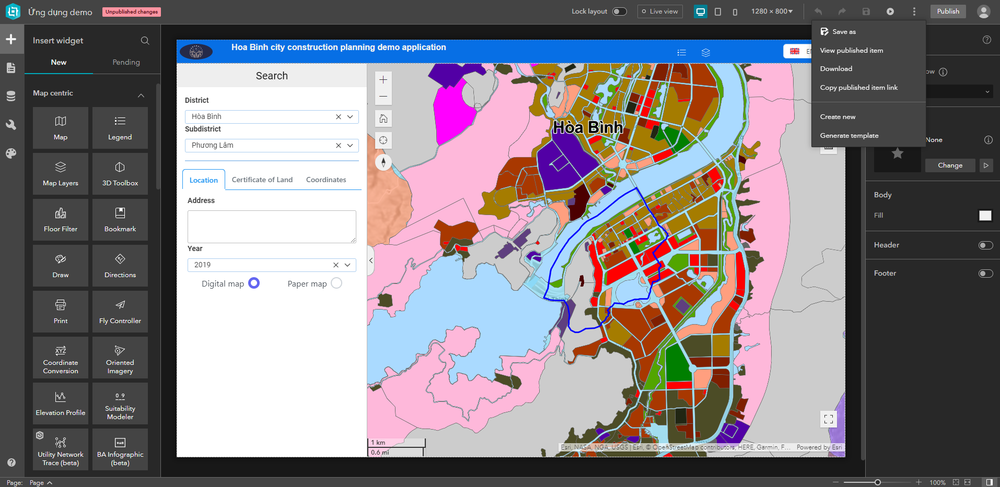 Ứng dụng demo
Unpublished changes
Lock layout
Live view
1280 × 800
Publish
Insert widget
New
Pending
Map centric
Map
Legend
Map Layers
3D Toolbox
Floor Filter
Bookmark
Draw
Directions
Print
Fly Controller
Coordinate
Conversion
Oriented
Imagery
Elevation Profile
Suitability
Modeler
Utility Network
Trace (beta)
BA Infographic
(beta)
Hoa Binh city construction planning demo application
Search
District
Hòa Bình
Subdistrict
Phương Lâm
Location
Certificate of Land
Coordinates
Address
Year
2019
Digital map
Paper map
Hòa Bình
1 km
0.6 mi
Esri, NASA, NGA, USGS | Esri, © OpenStreetMap contributors, HERE, Garmin, F...
Powered by Esri
Save as
View published item
Download
Copy published item link
Create new
Generate template
None
Change
Body
Fill
Header
Footer
Page:
Page
100%